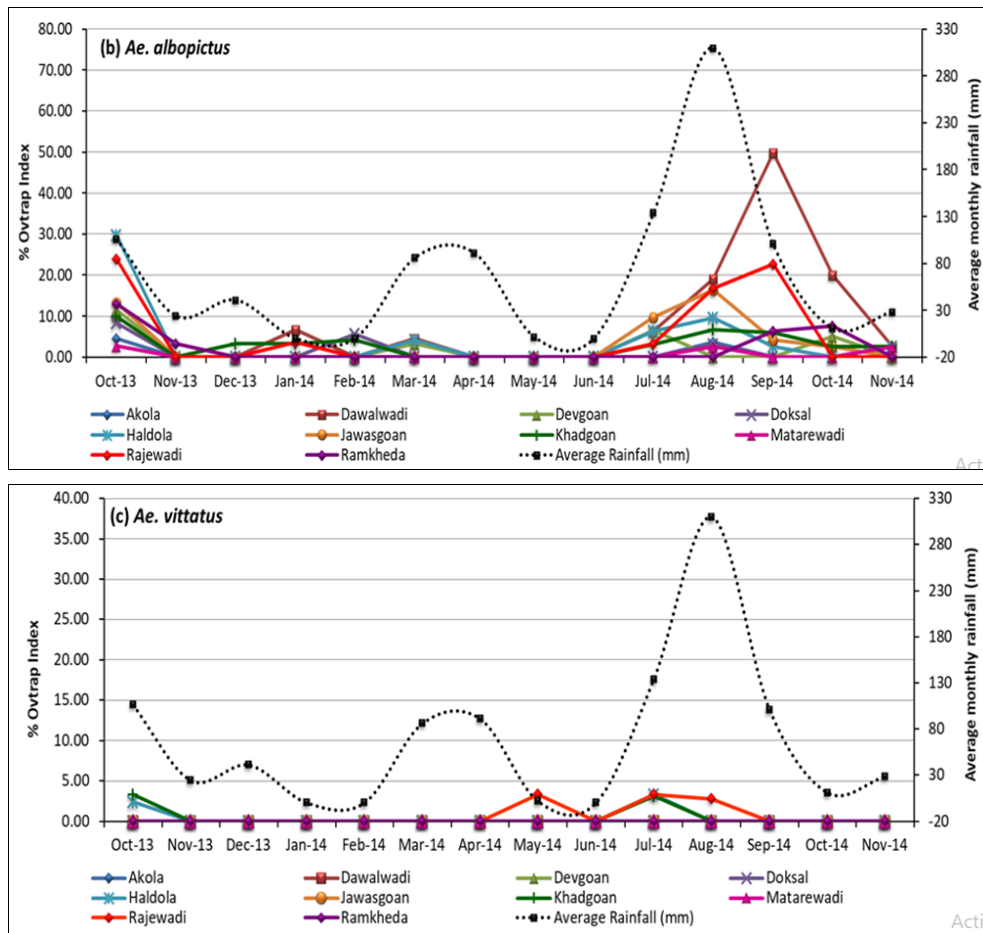 (b) Ae. albopictus
% Ovtrap Index
80.00
70.00
60.00
50.00
40.00
30.00
20.00
10.00
0.00
330
280
230
180
130
80
30
-20
Average monthly rainfall (mm)
Oct-13 Nov-13 Dec-13 Jan-14 Feb-14 Mar-14 Apr-14 May-14 Jun-14 Jul-14 Aug-14 Sep-14 Oct-14 Nov-14
Akola Dawalwadi Devgoan Doksal
Haldola Jawasgoan Khadgoan Matarewadi
Rajewadi Ramkheda Average Rainfall (mm)
Acti
(c) Ae. vittatus
% Ovtrap Index
40.00
35.00
30.00
25.00
20.00
15.00
10.00
5.00
0.00
330
280
230
180
130
80
30
-20
Average monthly rainfall (mm)
Oct-13 Nov-13 Dec-13 Jan-14 Feb-14 Mar-14 Apr-14 May-14 Jun-14 Jul-14 Aug-14 Sep-14 Oct-14 Nov-14
Akola Dawalwadi Devgoan Doksal
Haldola Jawasgoan Khadgoan Matarewadi
Rajewadi Ramkheda Average Rainfall (mm)
Acti